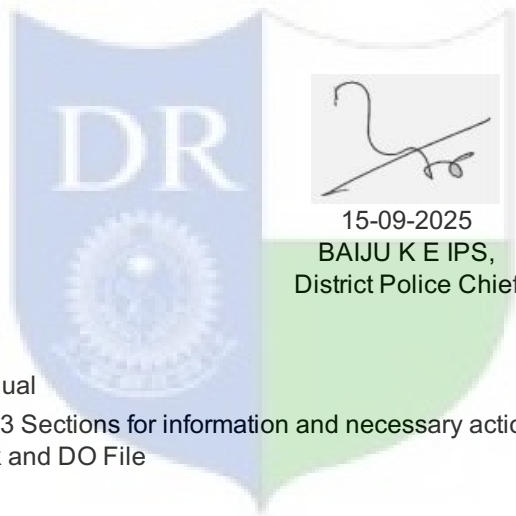 DR
15-09-2025
BAIJU K E IPS,
District Police Chief
ual
3 Sections for information and necessary actio
and DO File